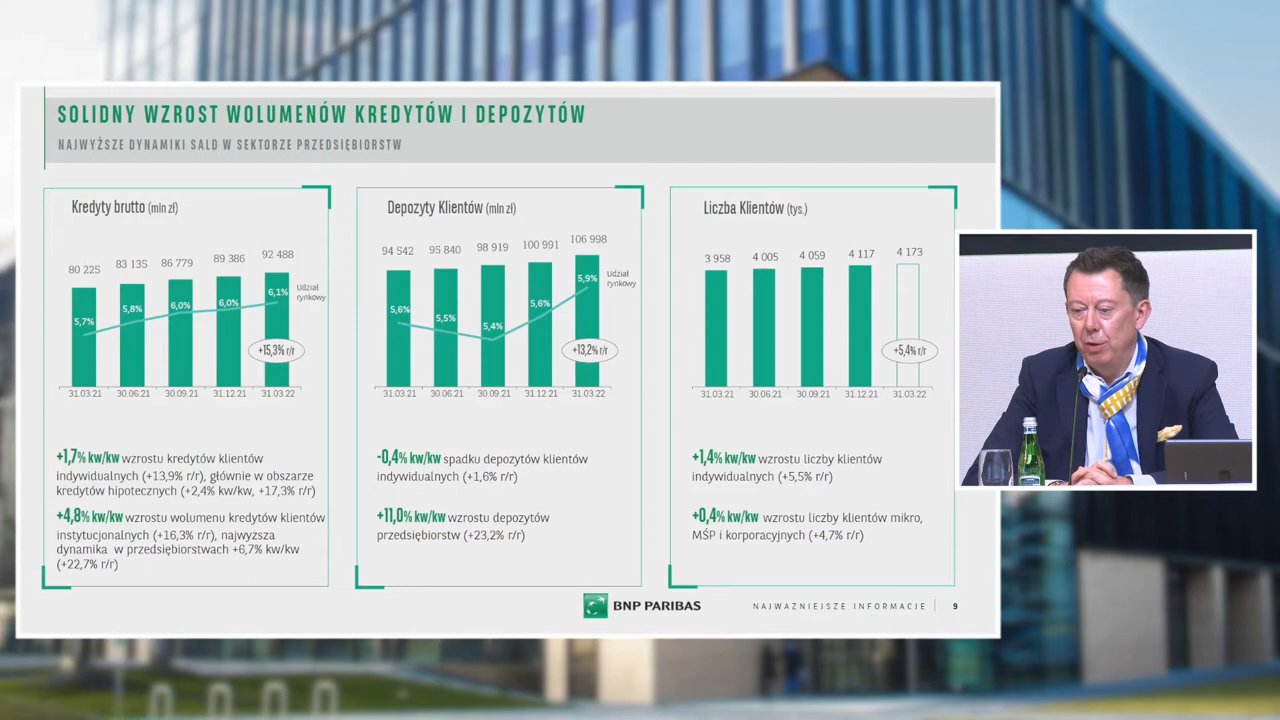 SOLIDNY WZROST WOLUMENÓW KREDYTÓW I DEPOZYTÓW
NAJWYŻSZE DYNAMIKI SALD W SEKTORZE PRZEDSIĘBIORSTW
Kredyty brutto (mln zł)
80 225 83 135 86 779 89 386 92 488
5,7% 5,8% 6,0% 6,0% 6,1%
Udział
rynkowy
+15,3% r/r
31.03.21 30.06.21 30.09.21 31.12.21 31.03.22
+1,7% kw/kw wzrostu kredytów klientów
indywidualnych (+13,9% r/r), głównie w obszarze
kredytów hipotecznych (+2,4% kw/kw, +17,3% r/r)
+4,8% kw/kw wzrostu wolumenu kredytów klientów
instytucjonalnych (+16,3% r/r), najwyższa
dynamika w przedsiębiorstwach +6,7% kw/kw
(+22,7% r/r)
Depozyty Klientów (mln zł)
94 542 95 840 98 919 100 991 106 998
5,6% 5,5% 5,4% 5,6% 5,9%
Udział
rynkowy
+13,2% r/r
31.03.21 30.06.21 30.09.21 31.12.21 31.03.22
-0,4% kw/kw spadku depozytów klientów
indywidualnych (+1,6% r/r)
+11,0% kw/kw wzrostu depozytów
przedsiębiorstw (+23,2% r/r)
Liczba Klientów (tys.)
3 958 4 005 4 059 4 117 4 173
+5,4% r/r
31.03.21 30.06.21 30.09.21 31.12.21 31.03.22
+1,4% kw/kw wzrostu liczby klientów
indywidualnych (+5,5% r/r)
+0,4% kw/kw wzrostu liczby klientów mikro,
MŚP i korporacyjnych (+4,7% r/r)
BNP PARIBAS
NAJWAŻNIEJSZE INFORMACJE 9